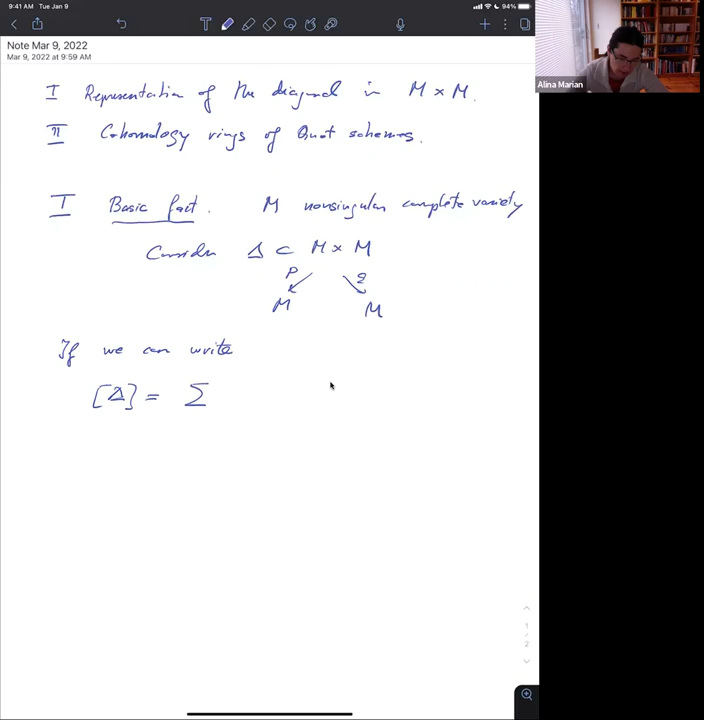 9:41 AM Tue Jan 9
94%
Note Mar 9, 2022
Mar 9, 2022 at 9:59 AM
Alina Marian
I Representation of the diagonal in M × M.
II Cohomology rings of Quot schemes.
I Basic fact. M nonsingular complete variety
Consider Δ ⊂ M × M
p q
M M
If we can write
[Δ] = Σ
1
2